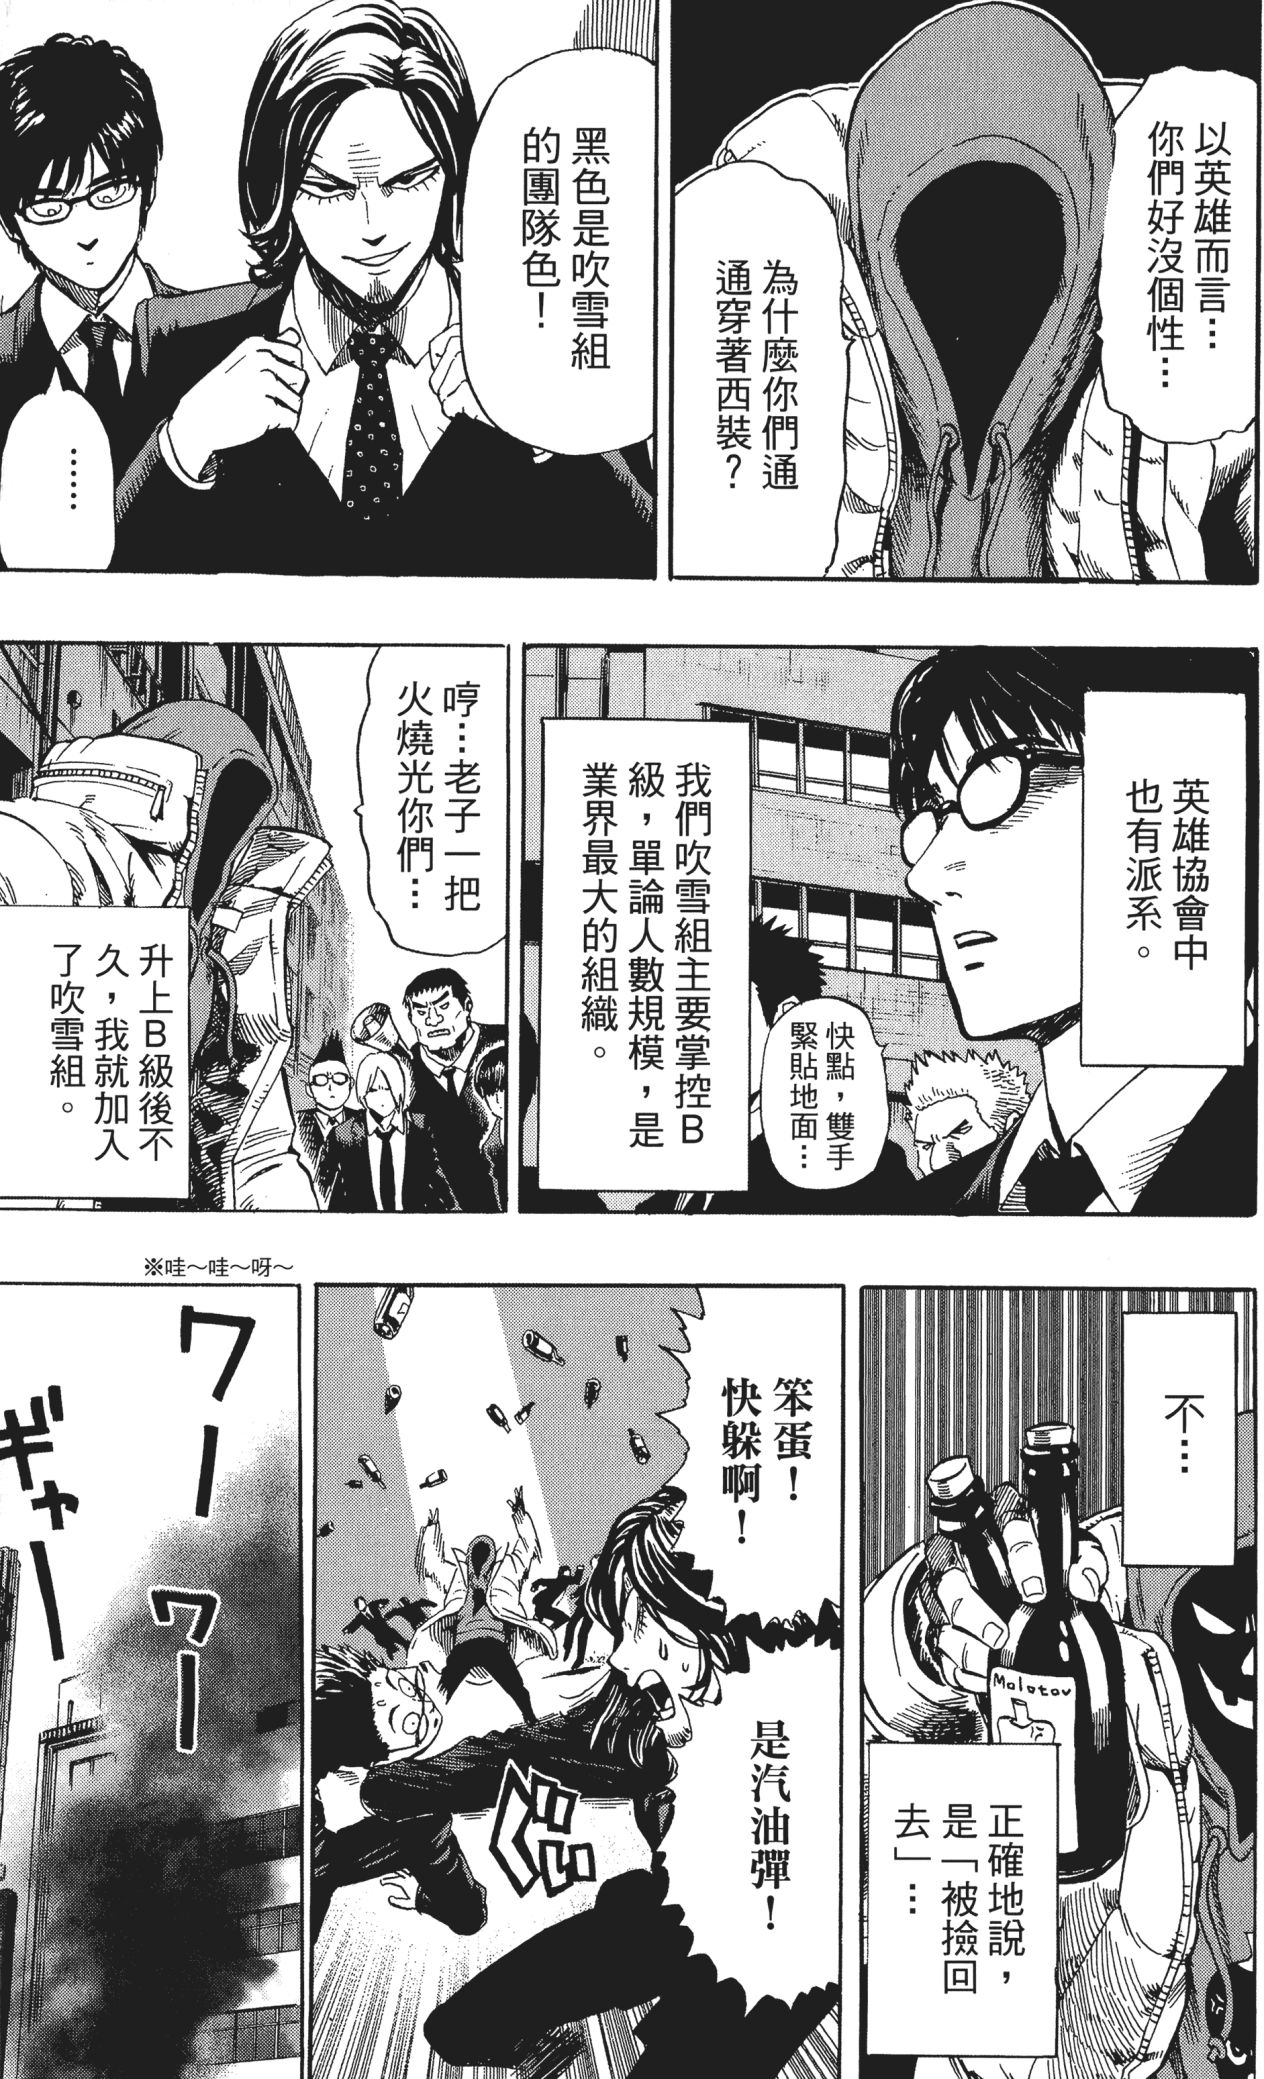 以英雄而言⋯
你們好沒個性⋯
為什麼你們通
通穿著西裝？
黑色是吹雪組
的團隊色！
⋯⋯
英雄協會中
也有派系。
快點，雙手
緊貼地面⋯
我們吹雪組主要掌控B
級，單論人數規模，是
業界最大的組織。
哼⋯老子一把
火燒光你們⋯
升上B級後不
久，我就加入
了吹雪組。
不⋯
Molotov
正確地說，
是「被撿回
去」⋯
笨蛋！
快躲啊！
是汽油彈！
※哇～哇～呀～
ワー
ワー
ギャー